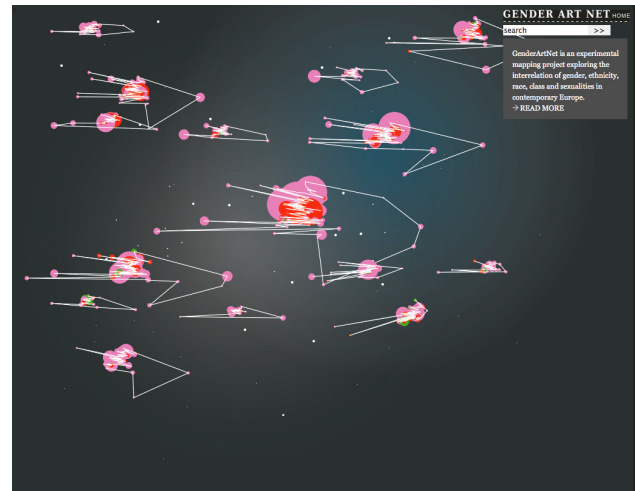 GENDER ART NET HOME
search >>
GenderArtNet is an experimental
mapping project exploring the
interrelation of gender, ethnicity,
race, class and sexualities in
contemporary Europe.
→ READ MORE